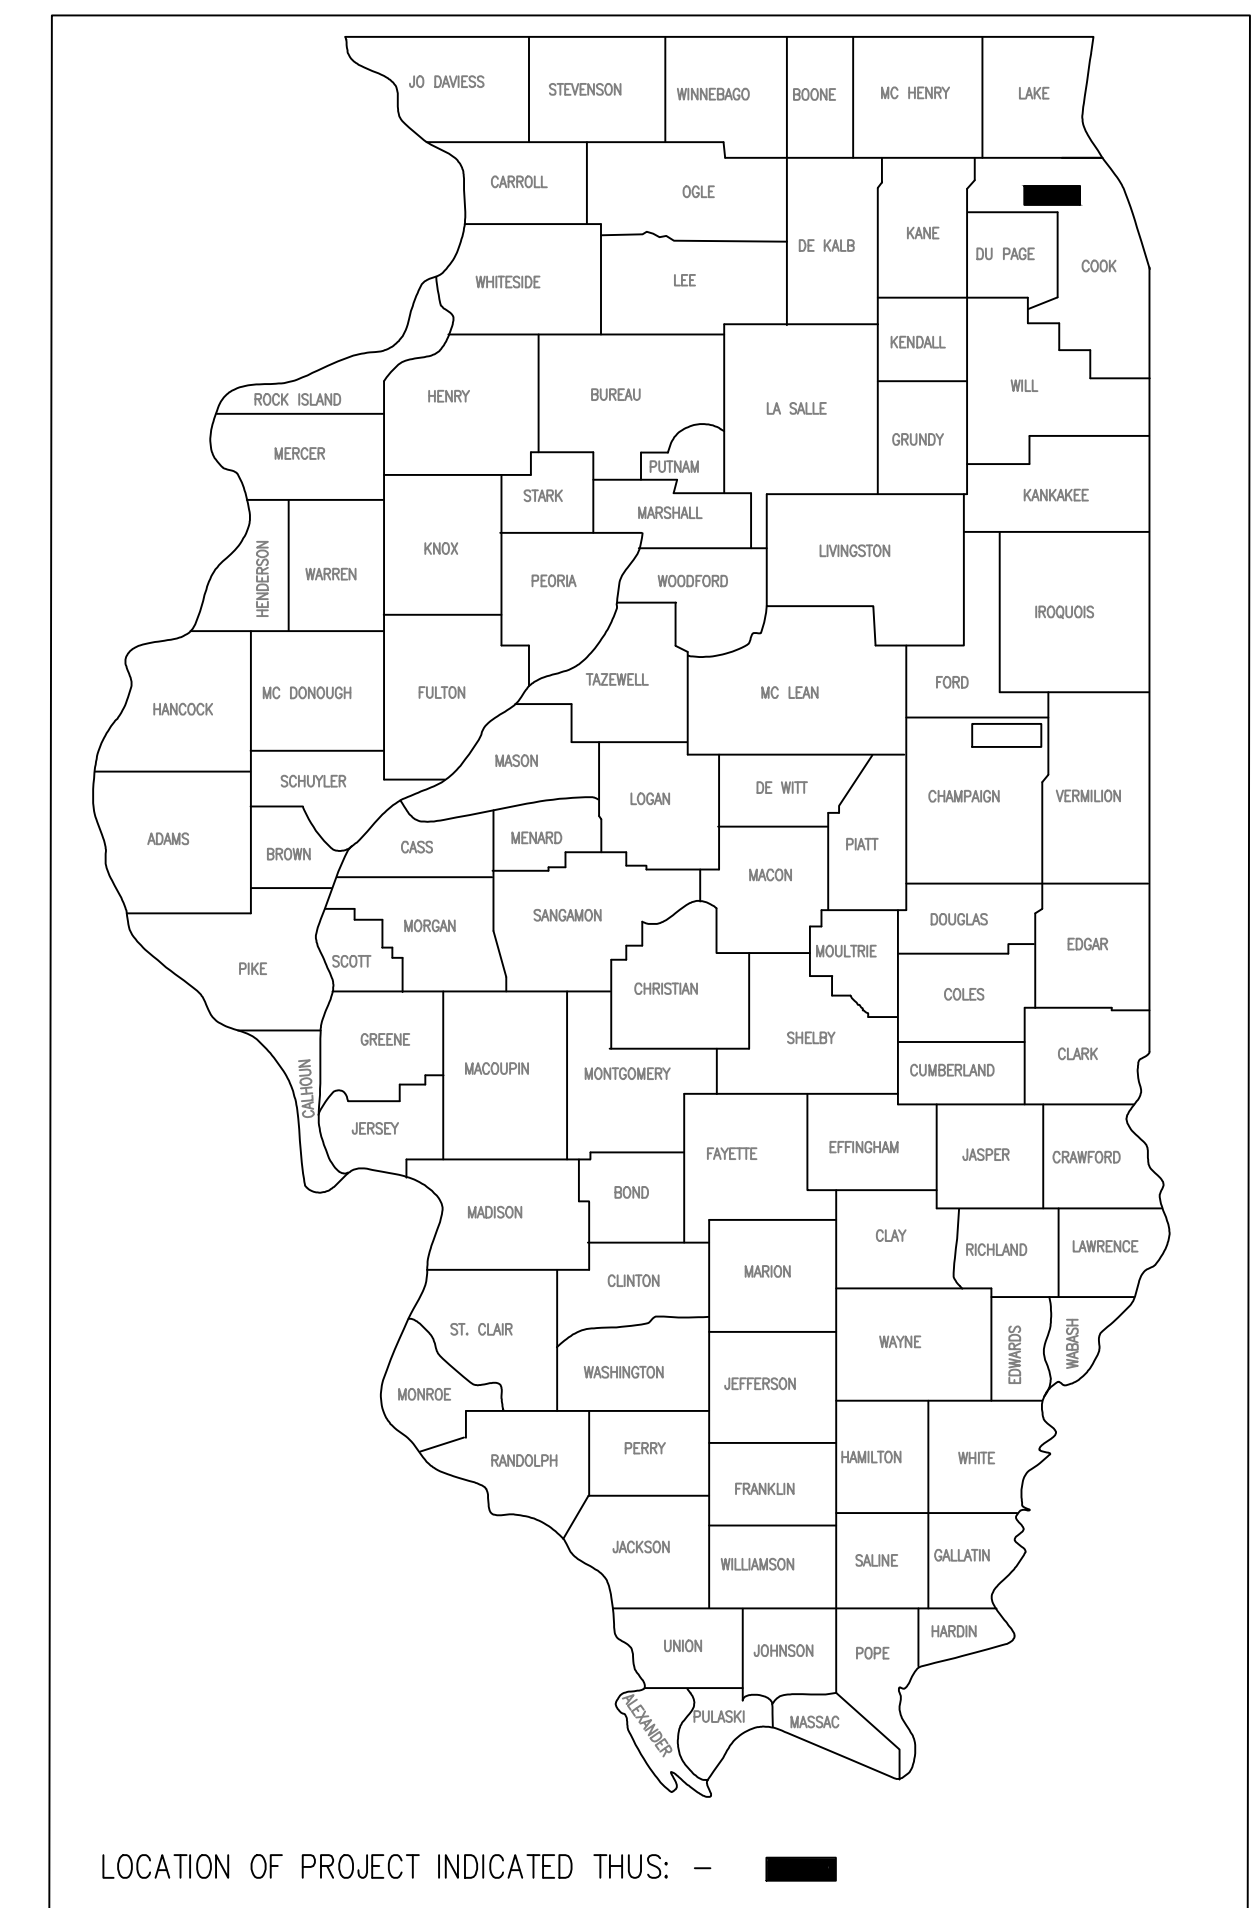 JO DAVIESS
STEVENSON
WINNEBAGO
BOONE
MC HENRY
LAKE
CARROLL
OGLE
DE KALB
KANE
DU PAGE
COOK
WHITESIDE
LEE
KENDALL
ROCK ISLAND
HENRY
BUREAU
LA SALLE
WILL
GRUNDY
MERCER
PUTNAM
STARK
KANKAKEE
MARSHALL
HENDERSON
WARREN
KNOX
PEORIA
WOODFORD
LIVINGSTON
IROQUOIS
HANCOCK
MC DONOUGH
FULTON
TAZEWELL
MC LEAN
FORD
SCHUYLER
MASON
LOGAN
DE WITT
CHAMPAIGN
VERMILION
ADAMS
BROWN
CASS
MENARD
PIATT
MACON
PIKE
SCOTT
MORGAN
SANGAMON
CHRISTIAN
MOULTRIE
DOUGLAS
EDGAR
COLES
SHELBY
CALHOUN
GREENE
MACOUPIN
MONTGOMERY
CUMBERLAND
CLARK
JERSEY
FAYETTE
EFFINGHAM
JASPER
CRAWFORD
MADISON
BOND
CLAY
RICHLAND
LAWRENCE
CLINTON
MARION
ST. CLAIR
WASHINGTON
WAYNE
EDWARDS
WABASH
MONROE
JEFFERSON
RANDOLPH
PERRY
FRANKLIN
HAMILTON
WHITE
JACKSON
WILLIAMSON
SALINE
GALLATIN
UNION
JOHNSON
POPE
HARDIN
ALEXANDER
PULASKI
MASSAC
LOCATION OF PROJECT INDICATED THUS: –